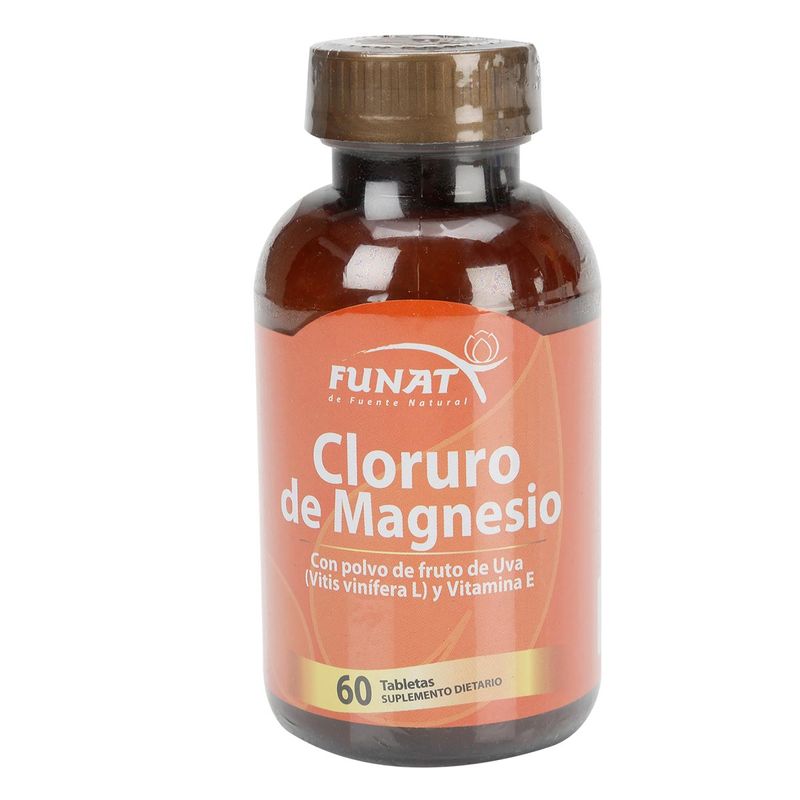 FUNAT
de Fuente Natural
Cloruro
de Magnesio
Con polvo de fruto de Uva
(Vitis vinífera L) y Vitamina E
60 Tabletas
SUPLEMENTO DIETARIO